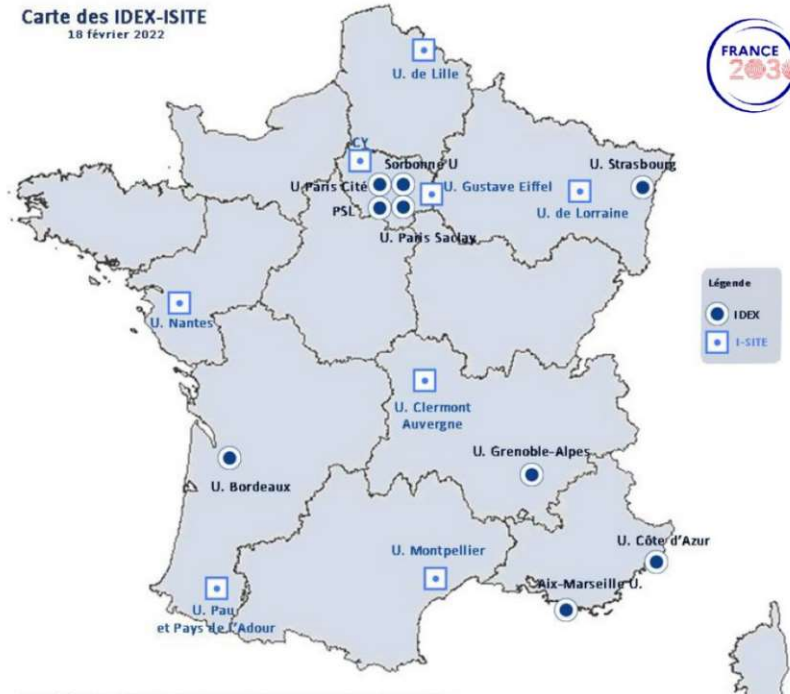 Carte des IDEX-ISITE
18 février 2022
FRANCE
2030
U. de Lille
CY
Sorbonne U
U. Strasbourg
U Paris Cité
U. Gustave Eiffel
PSL
U. de Lorraine
U. Paris Saclay
Légende
IDEX
I-SITE
U. Nantes
U. Clermont
Auvergne
U. Grenoble-Alpes
U. Bordeaux
U. Côte d'Azur
U. Montpellier
Aix-Marseille U.
U. Pau
et Pays de l'Adour